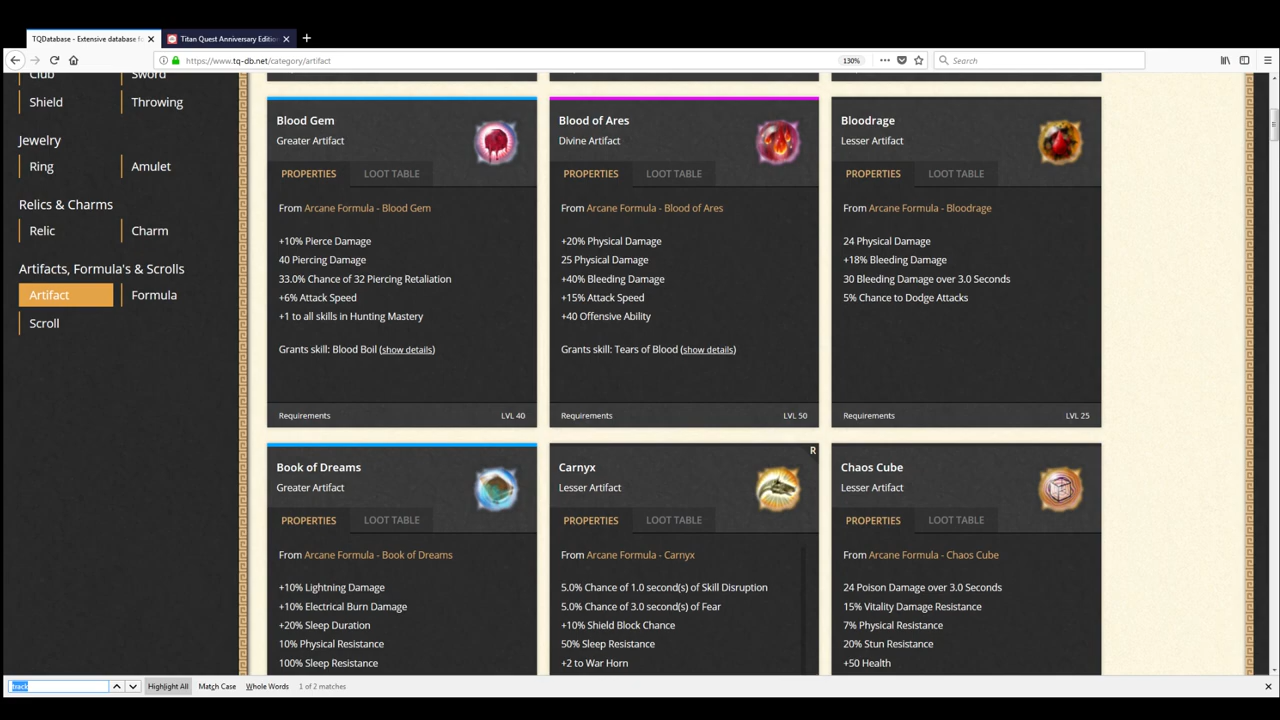 TQDatabase - Extensive database fo
Titan Quest Anniversary Edition
https://www.tq-db.net/category/artifact
130%
Search
Club
Sword
Shield
Throwing
Jewelry
Ring
Amulet
Relics & Charms
Relic
Charm
Artifacts, Formula's & Scrolls
Artifact
Formula
Scroll
Blood Gem
Greater Artifact
PROPERTIES
LOOT TABLE
From Arcane Formula - Blood Gem
+10% Pierce Damage
40 Piercing Damage
33.0% Chance of 32 Piercing Retaliation
+6% Attack Speed
+1 to all skills in Hunting Mastery
Grants skill: Blood Boil (show details)
Requirements
LVL 40
Blood of Ares
Divine Artifact
PROPERTIES
LOOT TABLE
From Arcane Formula - Blood of Ares
+20% Physical Damage
25 Physical Damage
+40% Bleeding Damage
+15% Attack Speed
+40 Offensive Ability
Grants skill: Tears of Blood (show details)
Requirements
LVL 50
Bloodrage
Lesser Artifact
PROPERTIES
LOOT TABLE
From Arcane Formula - Bloodrage
24 Physical Damage
+18% Bleeding Damage
30 Bleeding Damage over 3.0 Seconds
5% Chance to Dodge Attacks
Requirements
LVL 25
Book of Dreams
Greater Artifact
PROPERTIES
LOOT TABLE
From Arcane Formula - Book of Dreams
+10% Lightning Damage
+10% Electrical Burn Damage
+20% Sleep Duration
10% Physical Resistance
100% Sleep Resistance
R
Carnyx
Lesser Artifact
PROPERTIES
LOOT TABLE
From Arcane Formula - Carnyx
5.0% Chance of 1.0 second(s) of Skill Disruption
5.0% Chance of 3.0 second(s) of Fear
+10% Shield Block Chance
50% Sleep Resistance
+2 to War Horn
Chaos Cube
Lesser Artifact
PROPERTIES
LOOT TABLE
From Arcane Formula - Chaos Cube
24 Poison Damage over 3.0 Seconds
15% Vitality Damage Resistance
7% Physical Resistance
20% Stun Resistance
+50 Health
Highlight All
Match Case
Whole Words
1 of 2 matches